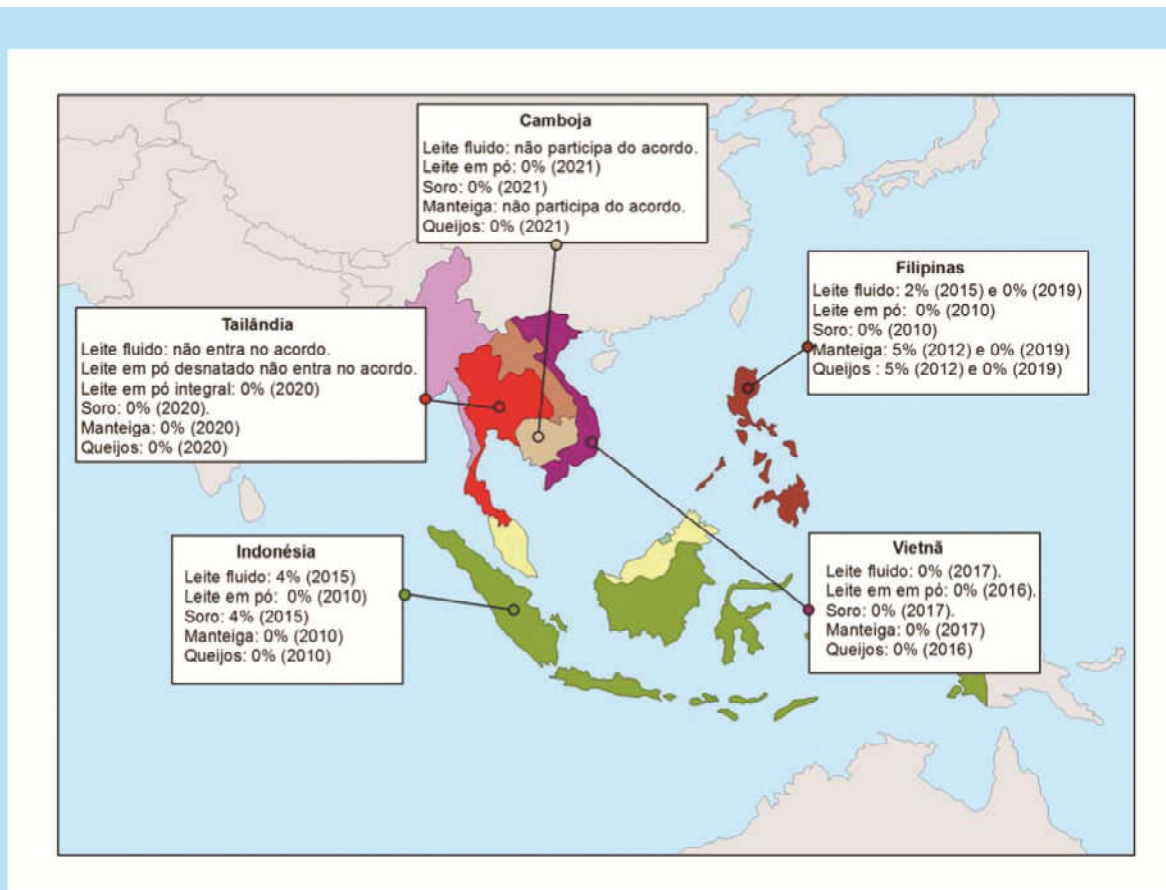 Camboja
Leite fluido: não participa do acordo.
Leite em pó: 0% (2021)
Soro: 0% (2021)
Manteiga: não participa do acordo.
Queijos: 0% (2021)
Filipinas
Leite fluido: 2% (2015) e 0% (2019)
Leite em pó: 0% (2010)
Soro: 0% (2010)
Manteiga: 5% (2012) e 0% (2019)
Queijos : 5% (2012) e 0% (2019)
Tailândia
Leite fluido: não entra no acordo.
Leite em pó desnatado não entra no acordo.
Leite em pó integral: 0% (2020)
Soro: 0% (2020).
Manteiga: 0% (2020)
Queijos: 0% (2020)
Indonésia
Leite fluido: 4% (2015)
Leite em pó: 0% (2010)
Soro: 4% (2015)
Manteiga: 0% (2010)
Queijos: 0% (2010)
Vietnã
Leite fluido: 0% (2017).
Leite em em pó: 0% (2016).
Soro: 0% (2017).
Manteiga: 0% (2017)
Queijos: 0% (2016)